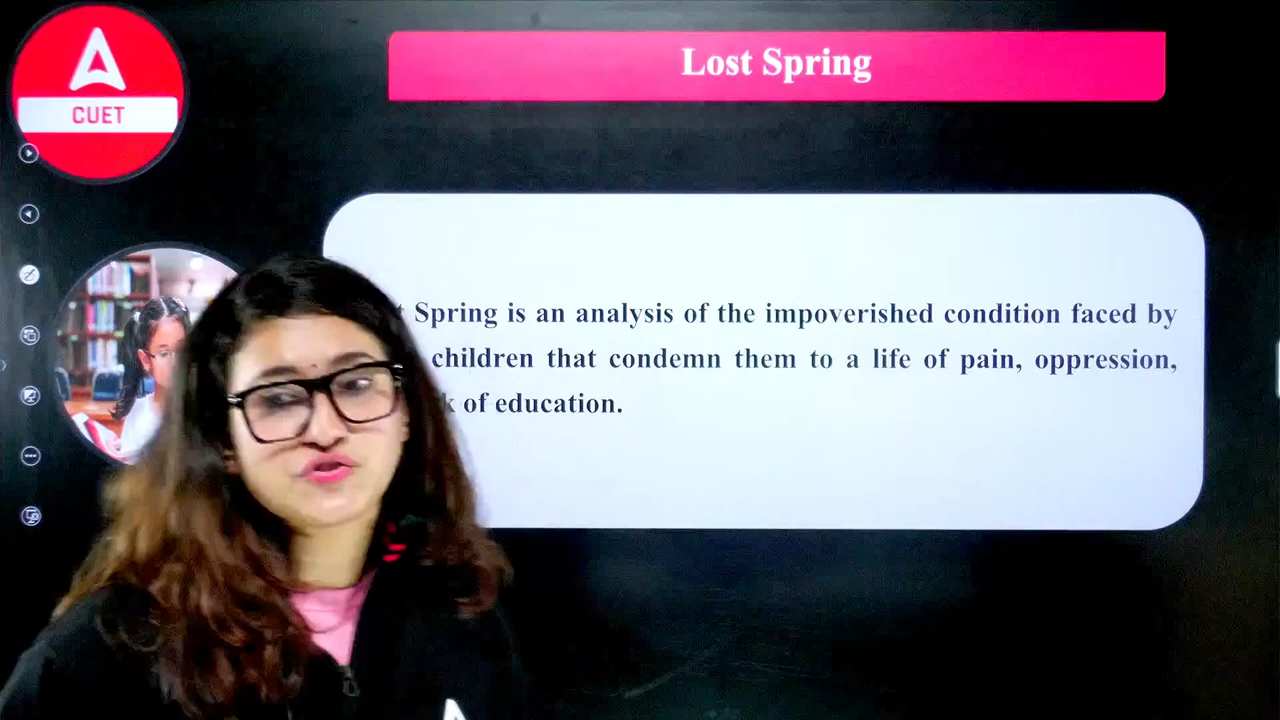 CUET
Lost Spring
Spring is an analysis of the impoverished condition faced by
children that condemn them to a life of pain, oppression,
of education.